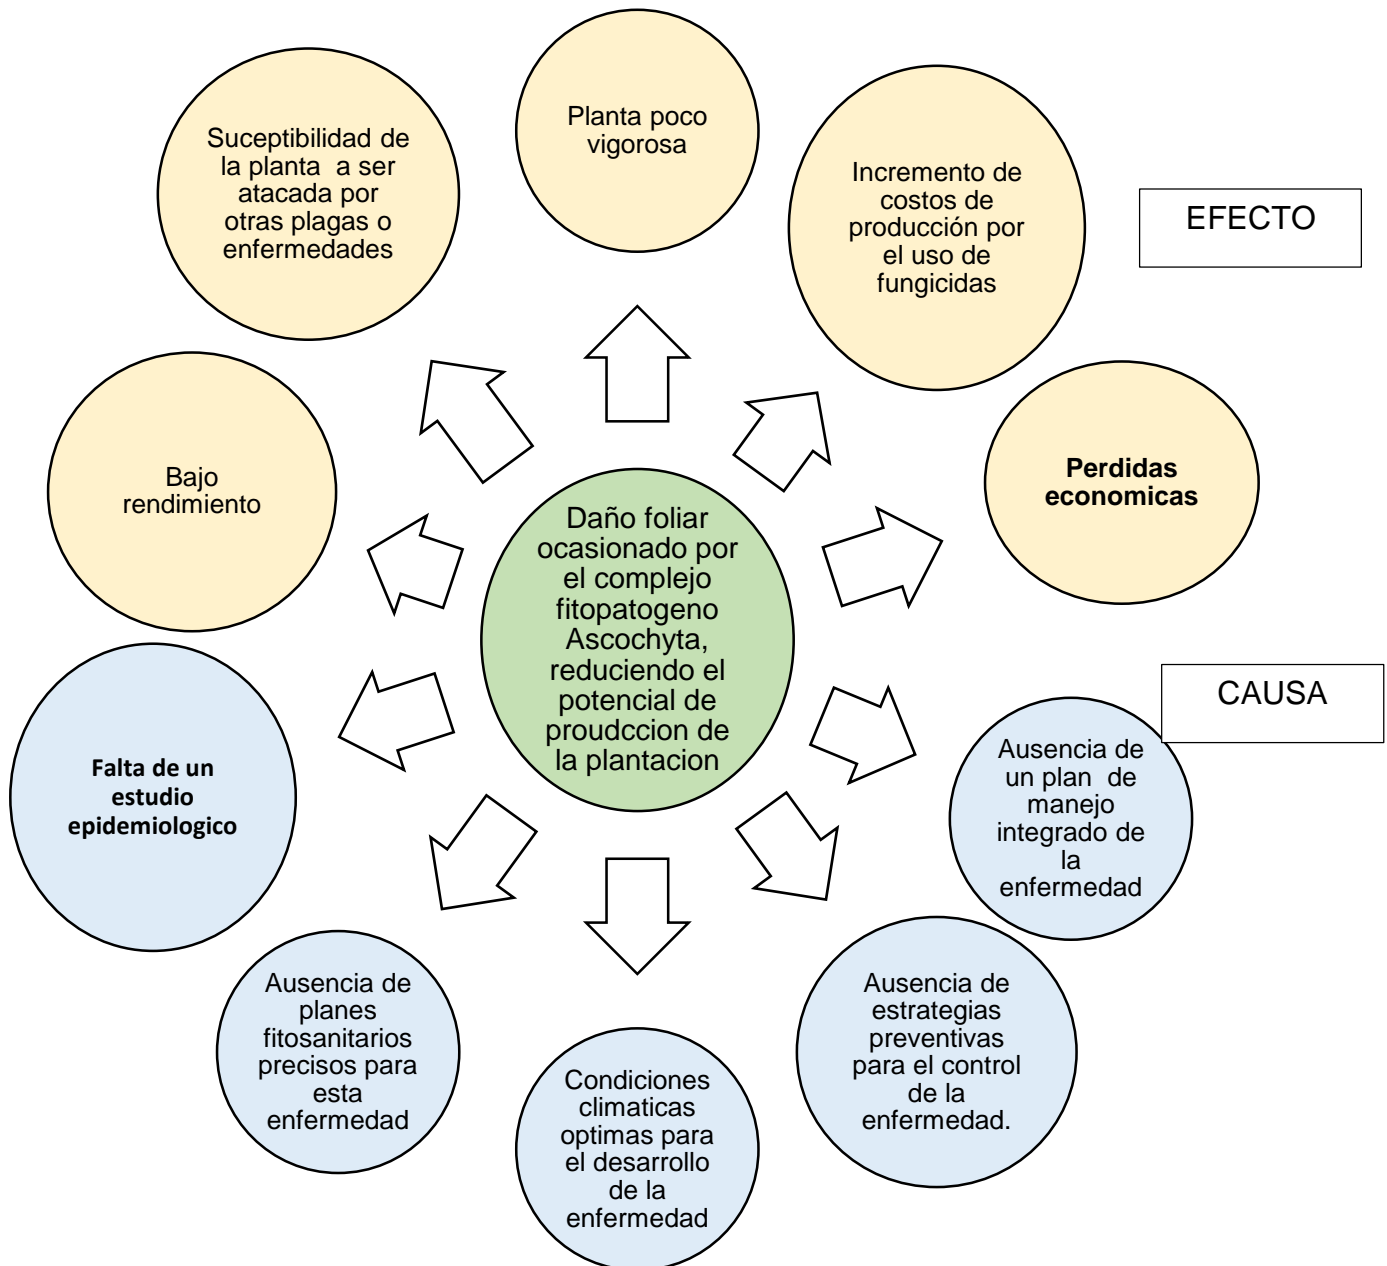 Suceptibilidad de
la planta a ser
atacada por
otras plagas o
enfermedades
Planta poco
vigorosa
Incremento de
costos de
producción por
el uso de
fungicidas
EFECTO
Bajo
rendimiento
Perdidas
economicas
Daño foliar
ocasionado por
el complejo
fitopatogeno
Ascochyta,
reduciendo el
potencial de
proudccion de
la plantacion
CAUSA
Falta de un
estudio
epidemiologico
Ausencia de
un plan de
manejo
integrado de
la
enfermedad
Ausencia de
planes
fitosanitarios
precisos para
esta
enfermedad
Condiciones
climaticas
optimas para
el desarrollo
de la
enfermedad
Ausencia de
estrategias
preventivas
para el control
de la
enfermedad.